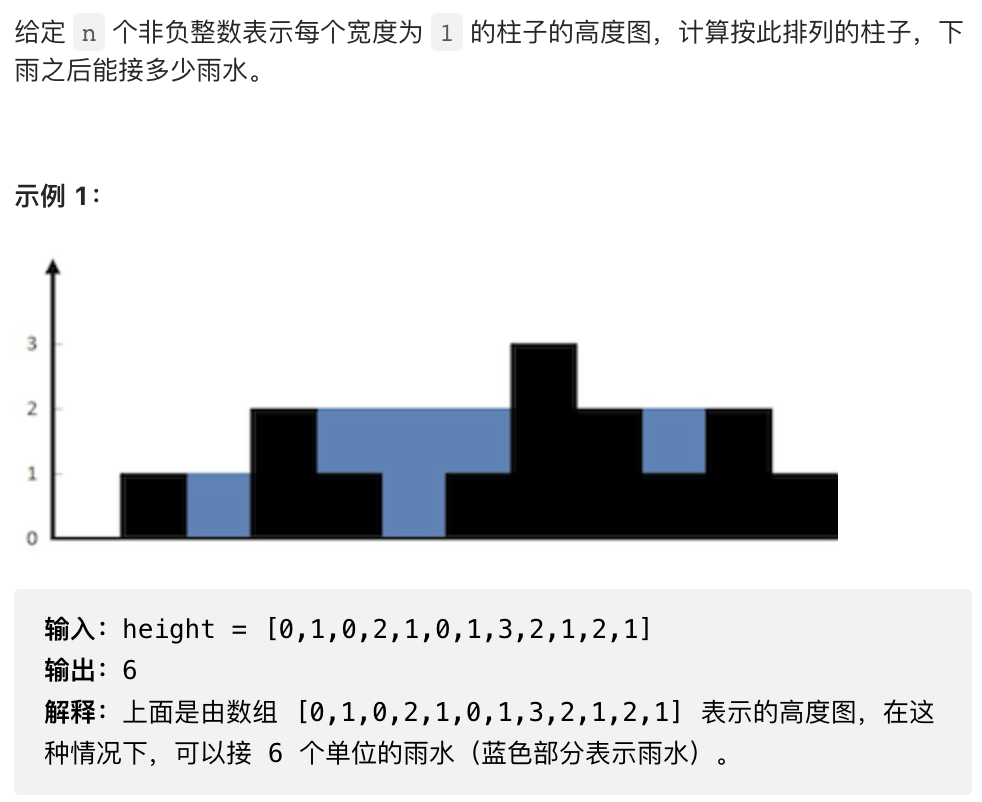 给定 n 个非负整数表示每个宽度为 1 的柱子的高度图，计算按此排列的柱子，下
雨之后能接多少雨水。
示例 1：
3
2
1
0
输入：height = [0,1,0,2,1,0,1,3,2,1,2,1]
输出：6
解释：上面是由数组 [0,1,0,2,1,0,1,3,2,1,2,1] 表示的高度图，在这
种情况下，可以接 6 个单位的雨水（蓝色部分表示雨水）。